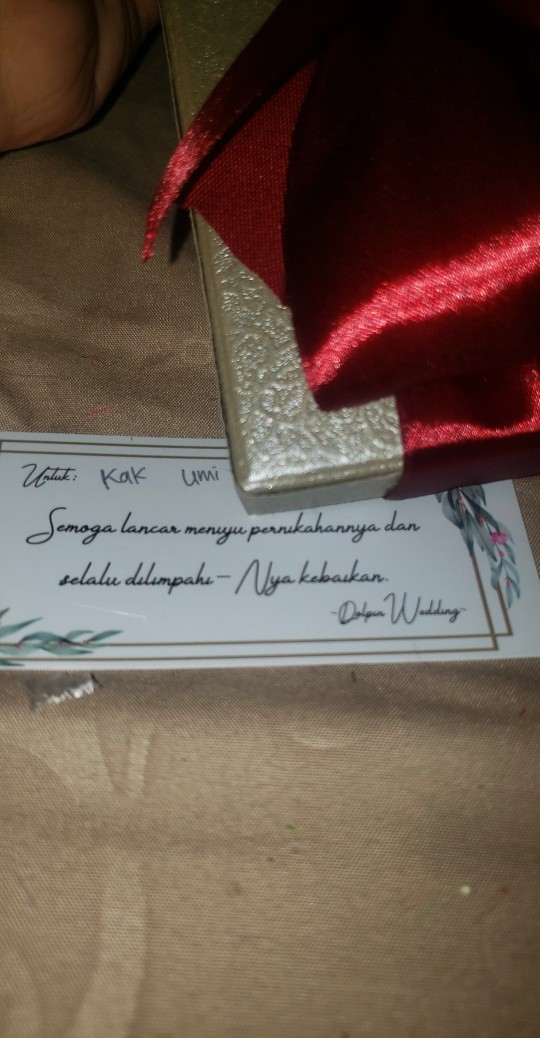 Untuk: Kak Umi
Semoga lancar menuju pernikahannya dan
selalu dilimpahi-Nya kebaikan.
-Dolpin Wedding-